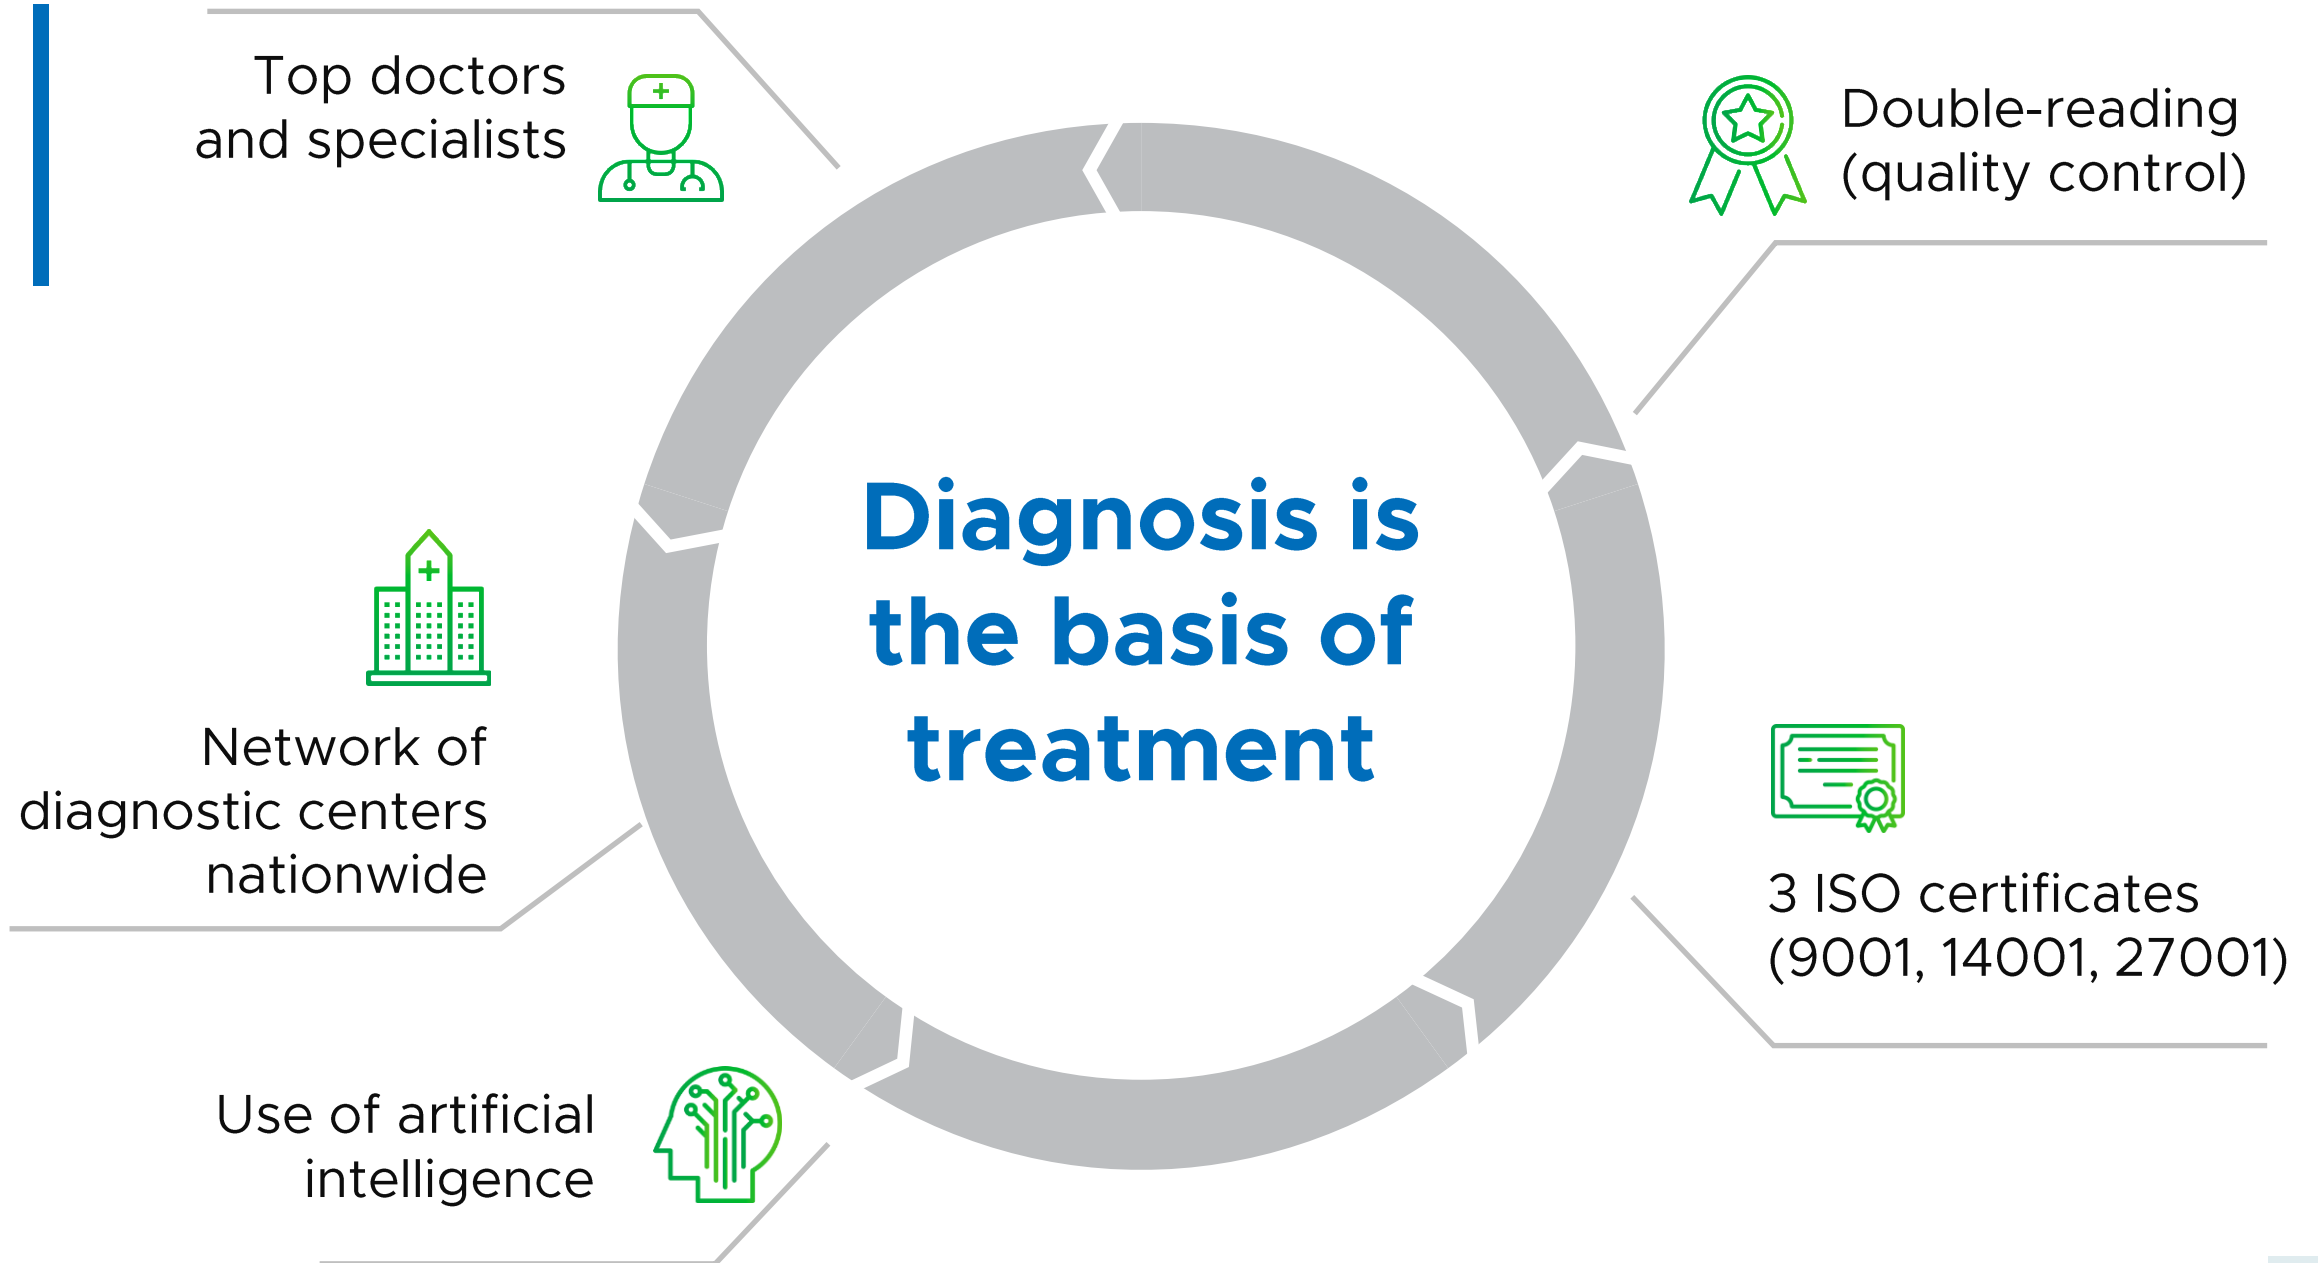 Top doctors
and specialists
Double-reading
(quality control)
Diagnosis is
the basis of
treatment
Network of
diagnostic centers
nationwide
3 ISO certificates
(9001, 14001, 27001)
Use of artificial
intelligence